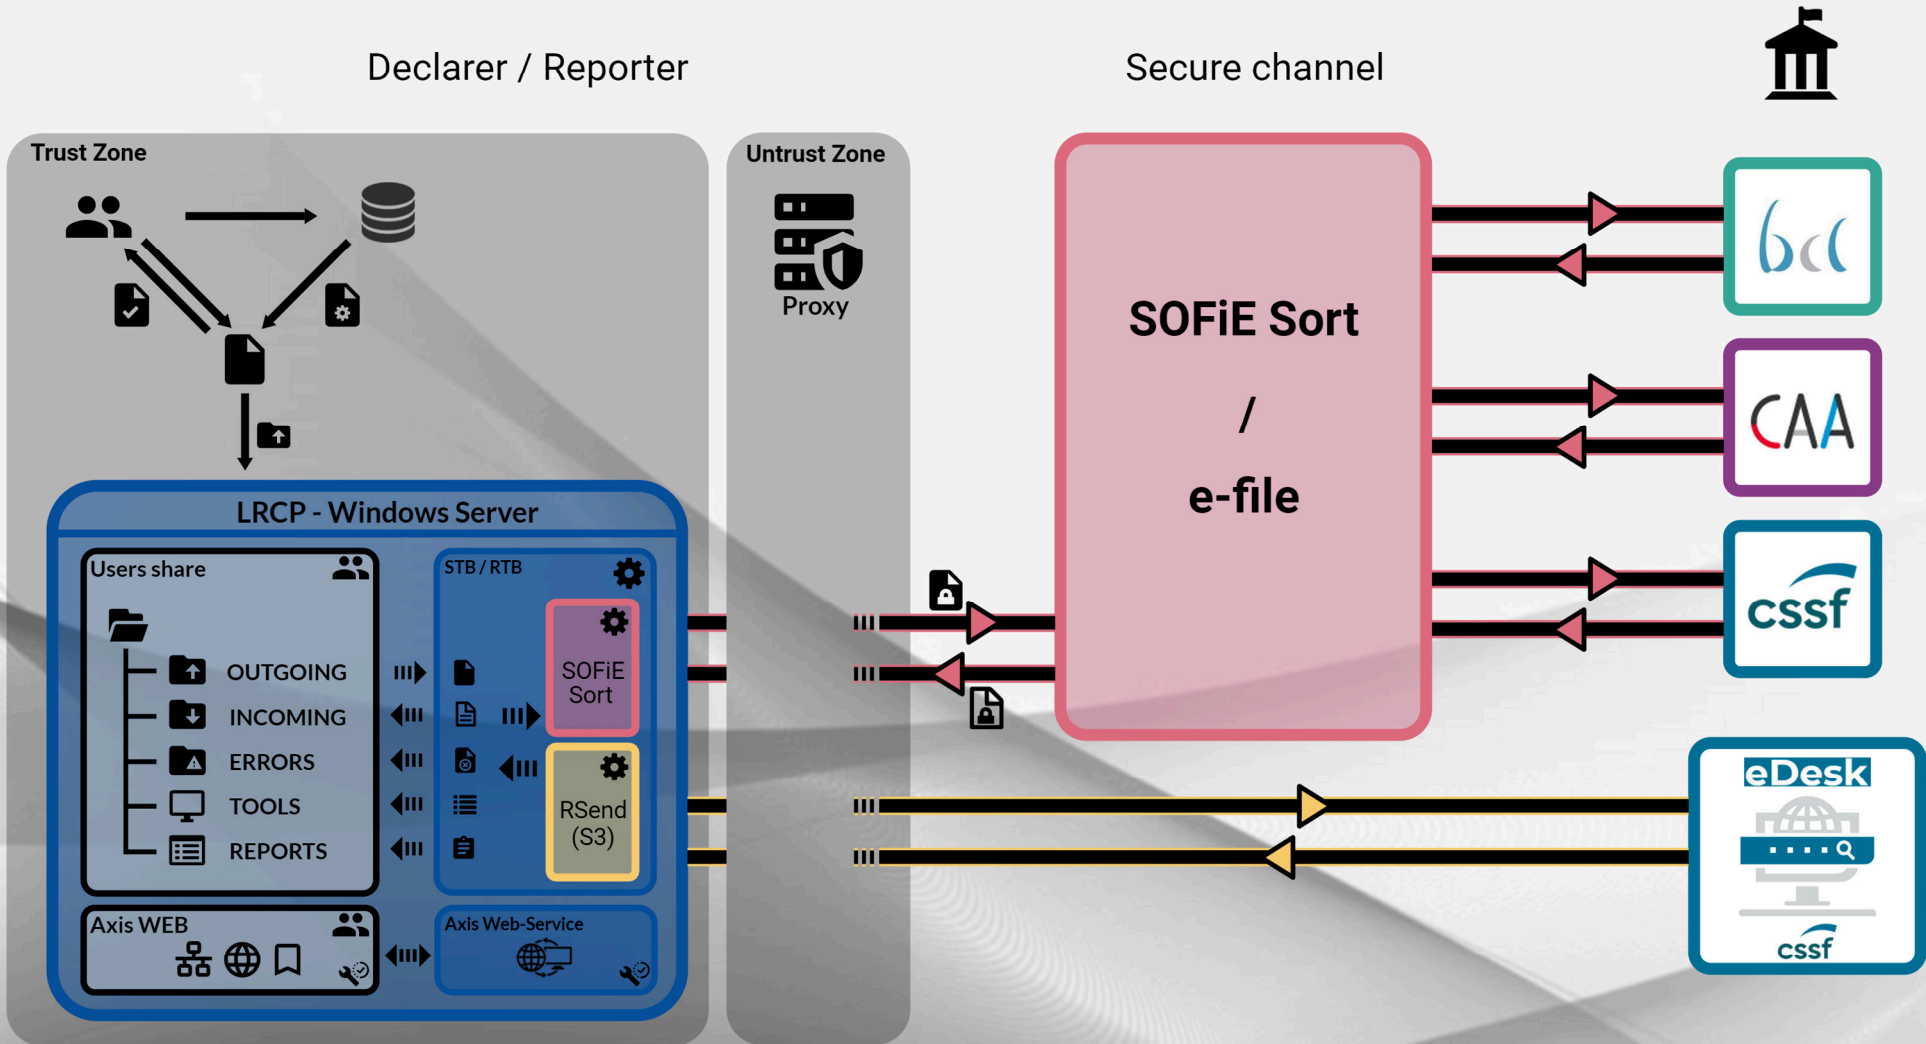 Declarer / Reporter
Secure channel
Trust Zone
Untrust Zone
Proxy
LRCP - Windows Server
Users share
OUTGOING
INCOMING
ERRORS
TOOLS
REPORTS
STB / RTB
SOFiE
Sort
RSend
(S3)
Axis WEB
Axis Web-Service
SOFiE Sort
/
e-file
bcl
CAA
cssf
eDesk
cssf